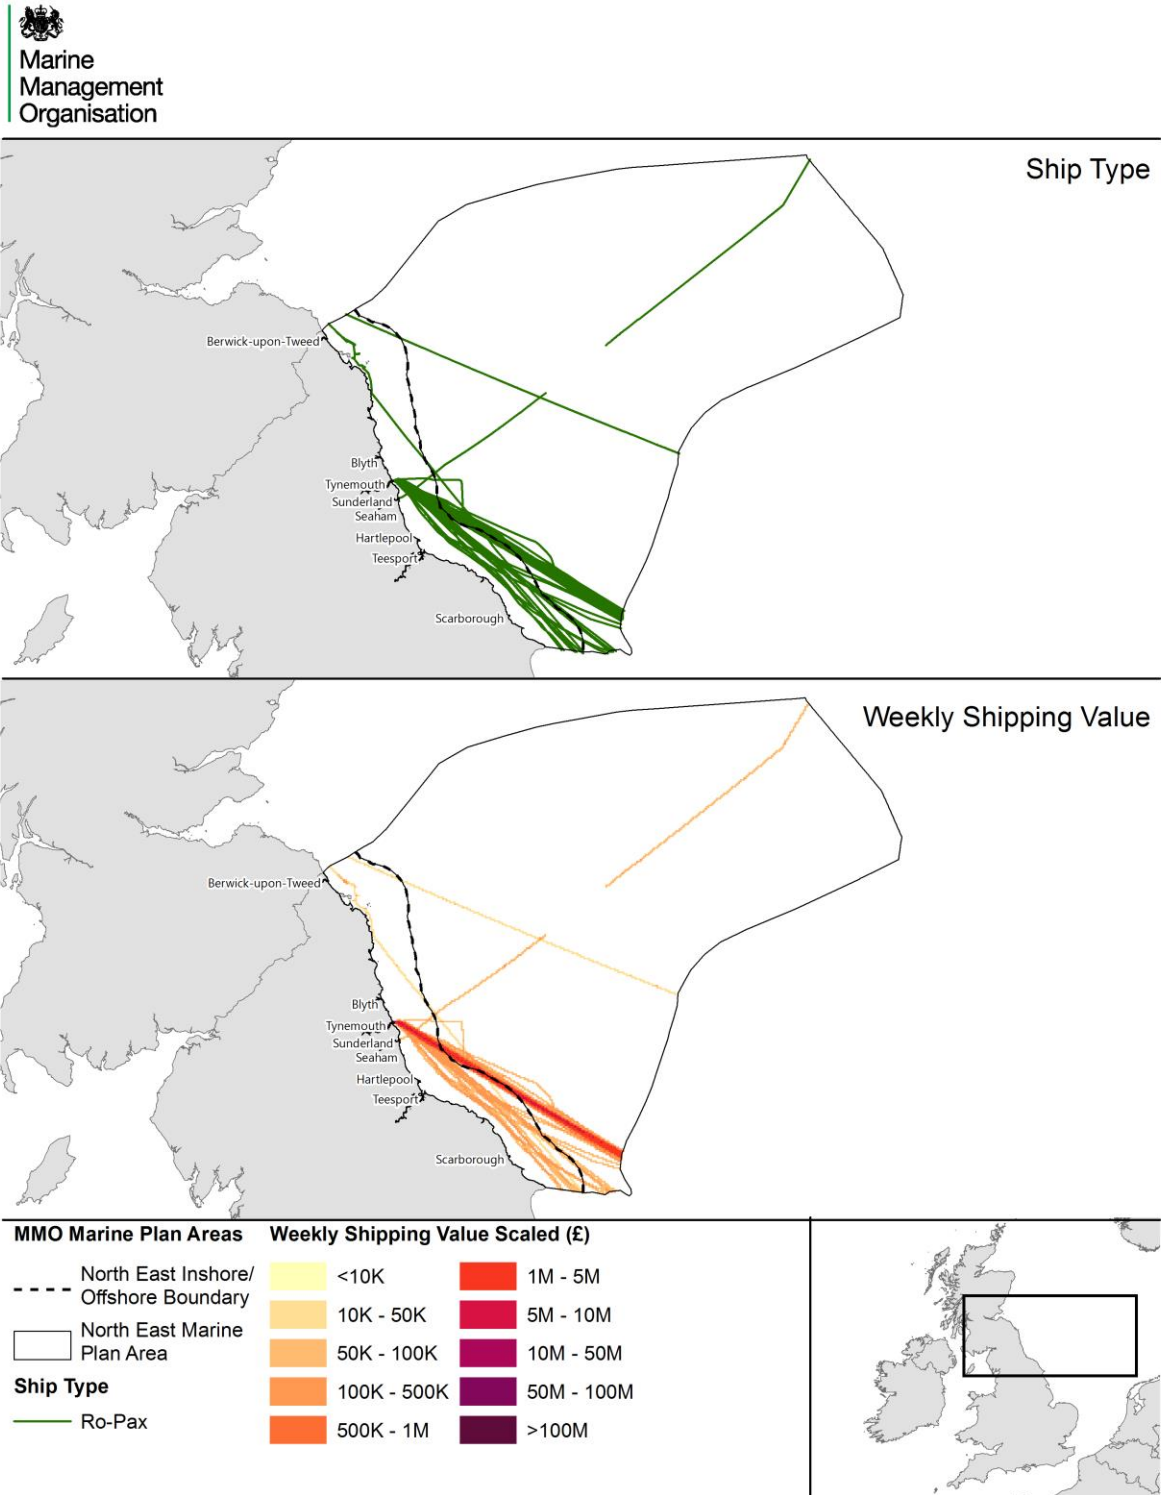 Marine
Management
Organisation
Ship Type
Berwick-upon-Tweed
Blyth
Tynemouth
Sunderland
Seaham
Hartlepool
Teesport
Scarborough
Weekly Shipping Value
Berwick-upon-Tweed
Blyth
Tynemouth
Sunderland
Seaham
Hartlepool
Teesport
Scarborough
MMO Marine Plan Areas
North East Inshore/
Offshore Boundary
North East Marine
Plan Area
Ship Type
Ro-Pax
Weekly Shipping Value Scaled (£)
<10K
10K - 50K
50K - 100K
100K - 500K
500K - 1M
1M - 5M
5M - 10M
10M - 50M
50M - 100M
>100M